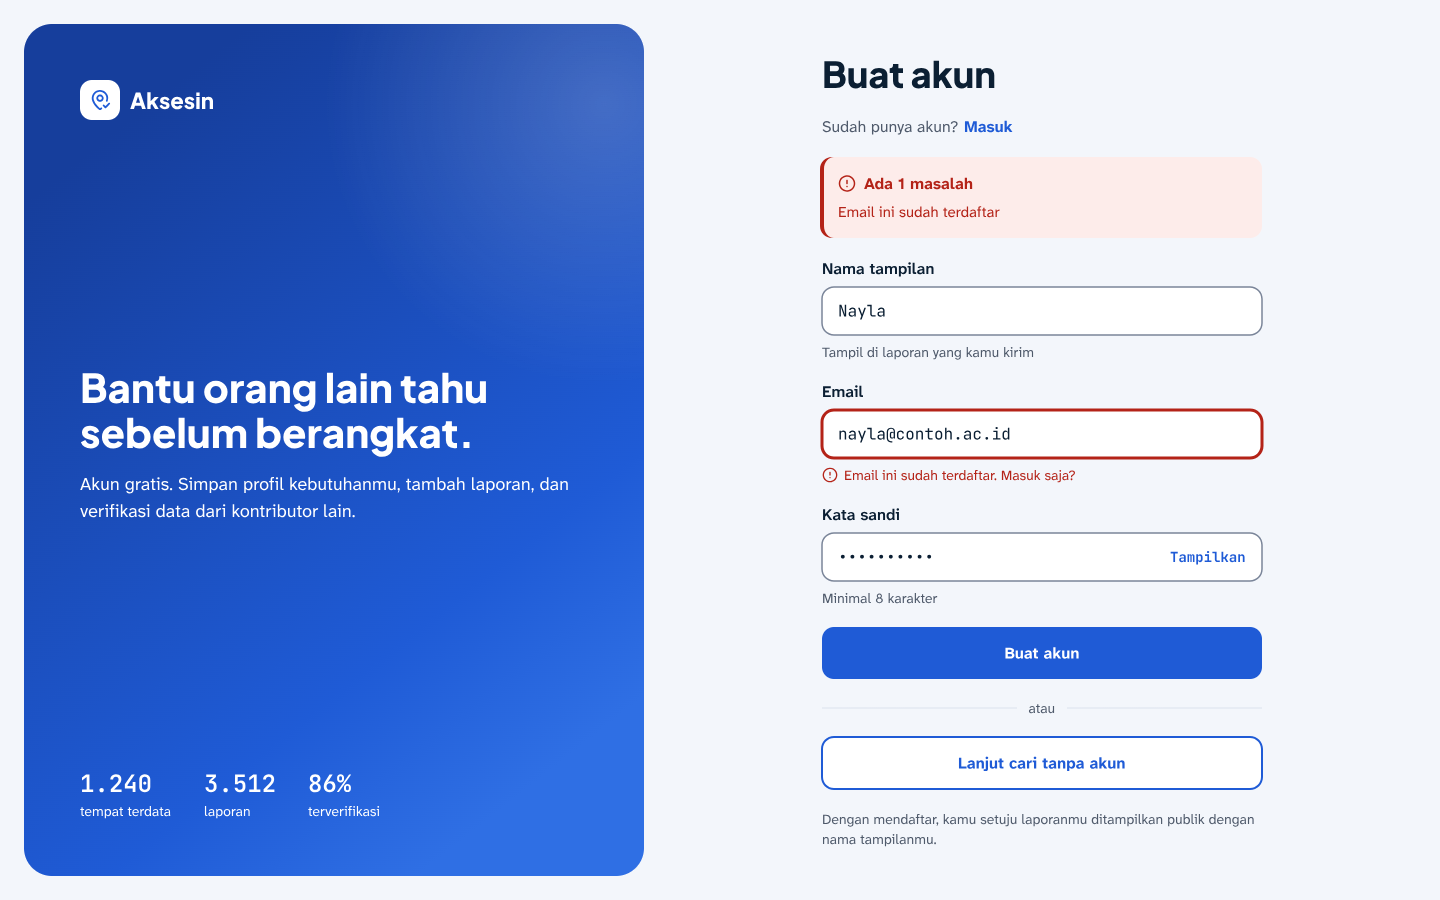 Aksesin
Bantu orang lain tahu
sebelum berangkat.
Akun gratis. Simpan profil kebutuhanmu, tambah laporan, dan
verifikasi data dari kontributor lain.
1.240
tempat terdata
3.512
laporan
86%
terverifikasi
Buat akun
Sudah punya akun? Masuk
Ada 1 masalah
Email ini sudah terdaftar
Nama tampilan
Nayla
Tampil di laporan yang kamu kirim
Email
nayla@contoh.ac.id
Email ini sudah terdaftar. Masuk saja?
Kata sandi
•••••••••• Tampilkan
Minimal 8 karakter
Buat akun
atau
Lanjut cari tanpa akun
Dengan mendaftar, kamu setuju laporanmu ditampilkan publik dengan
nama tampilanmu.